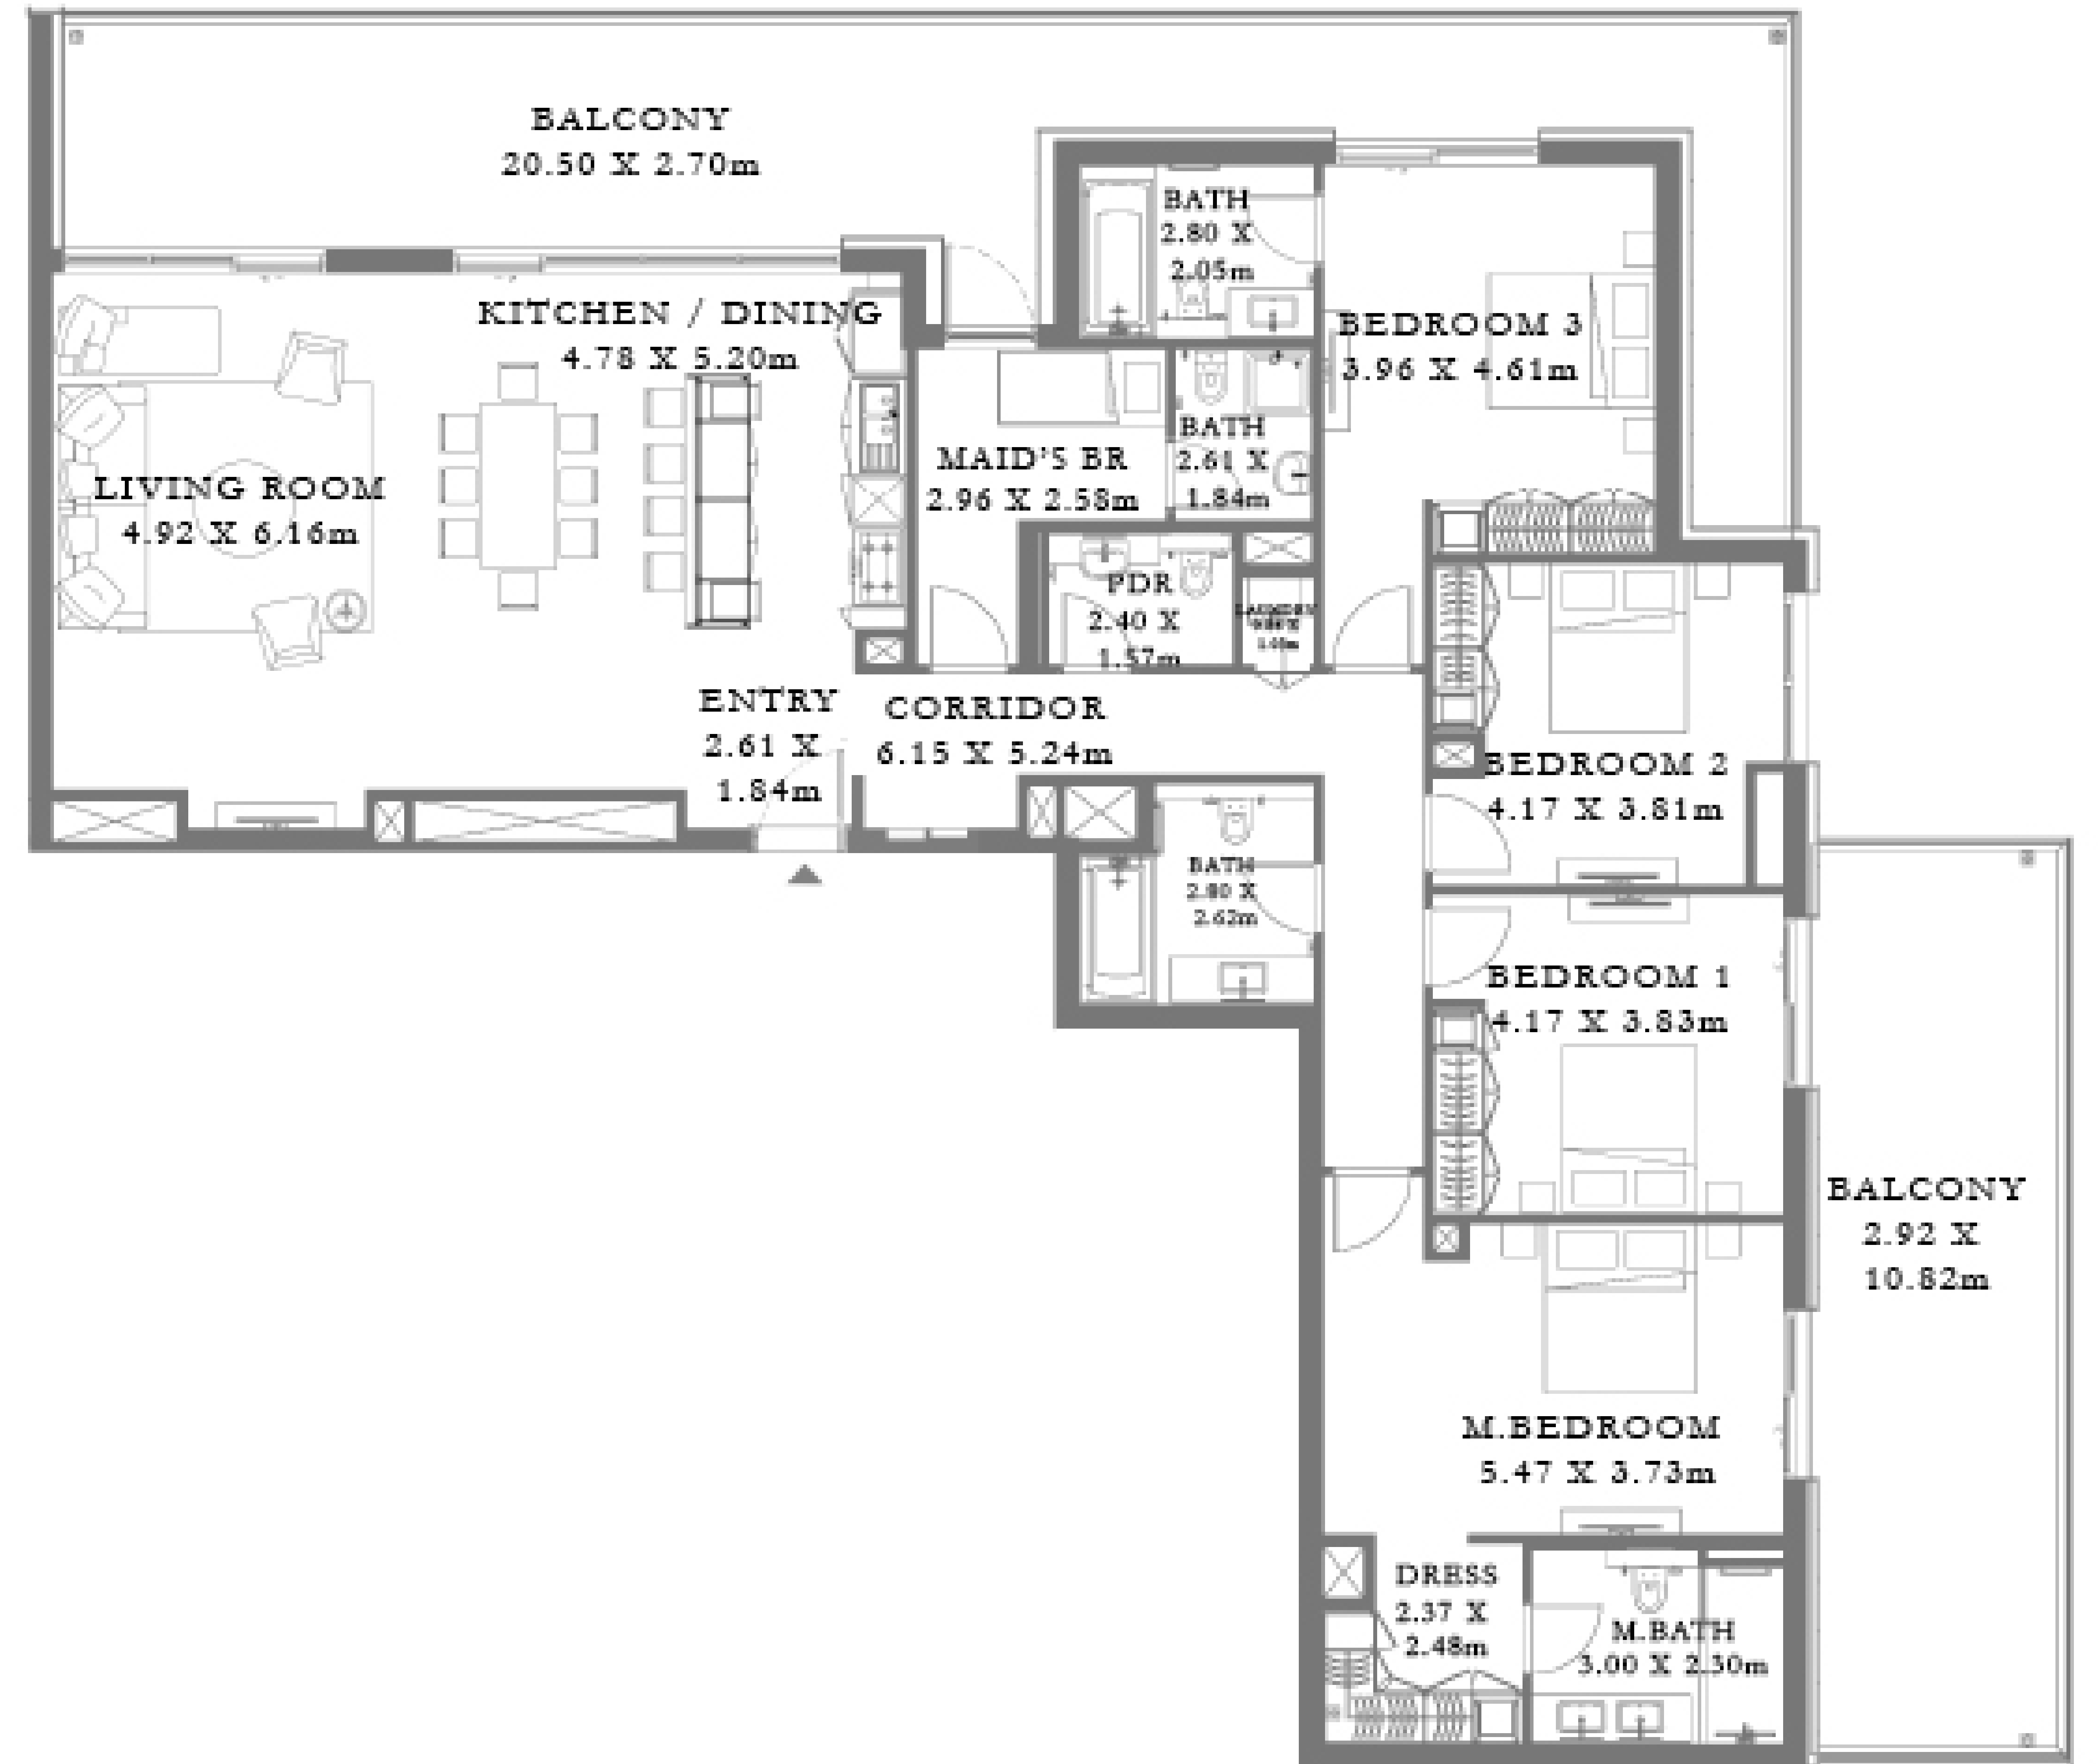 BALCONY
20.50 X 2.70m
BATH
2.80 X
2.05m
KITCHEN / DINING
4.78 X 5.20m
BEDROOM 3
3.96 X 4.61m
LIVING ROOM
4.92 X 6.16m
MAID'S BR
2.96 X 2.58m
BATH
2.61 X
1.84m
PDR
2.40 X
1.57m
LAUNDRY
ENTRY
2.61 X
1.84m
CORRIDOR
6.15 X 5.24m
BEDROOM 2
4.17 X 3.81m
BATH
2.80 X
2.62m
BEDROOM 1
4.17 X 3.83m
BALCONY
2.92 X
10.82m
M.BEDROOM
5.47 X 3.73m
DRESS
2.37 X
2.48m
M.BATH
3.00 X 2.30m